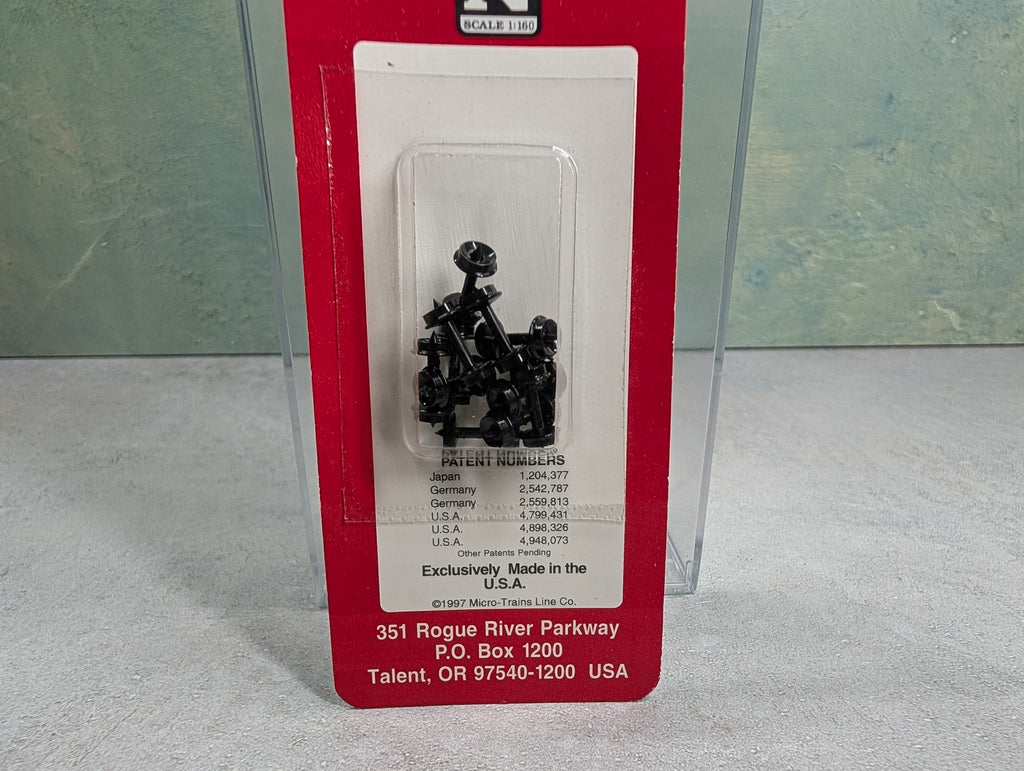 N
SCALE 1:160
PATENT NUMBERS
Japan 1,204,377
Germany 2,542,787
Germany 2,559,813
U.S.A. 4,799,431
U.S.A. 4,898,326
U.S.A. 4,948,073
Other Patents Pending
Exclusively Made in the
U.S.A.
©1997 Micro-Trains Line Co.
351 Rogue River Parkway
P.O. Box 1200
Talent, OR 97540-1200 USA